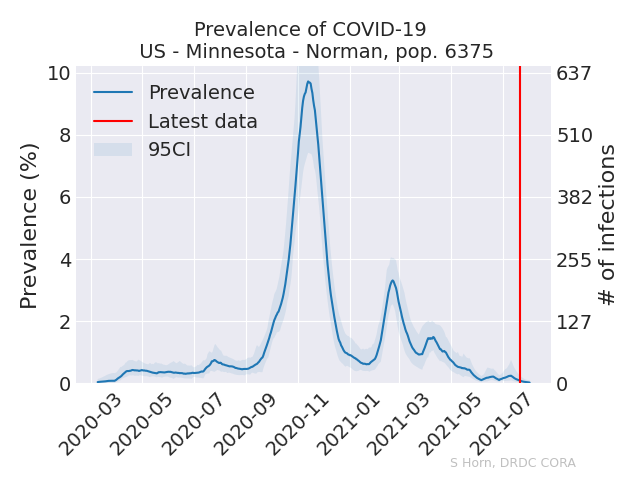 Prevalence of COVID-19
US - Minnesota - Norman, pop. 6375
Prevalence
Latest data
95CI
Prevalence (%)
10
8
6
4
2
0
637
510
382
255
127
0
# of infections
2020-03
2020-05
2020-07
2020-09
2020-11
2021-01
2021-03
2021-05
2021-07
S Horn, DRDC CORA